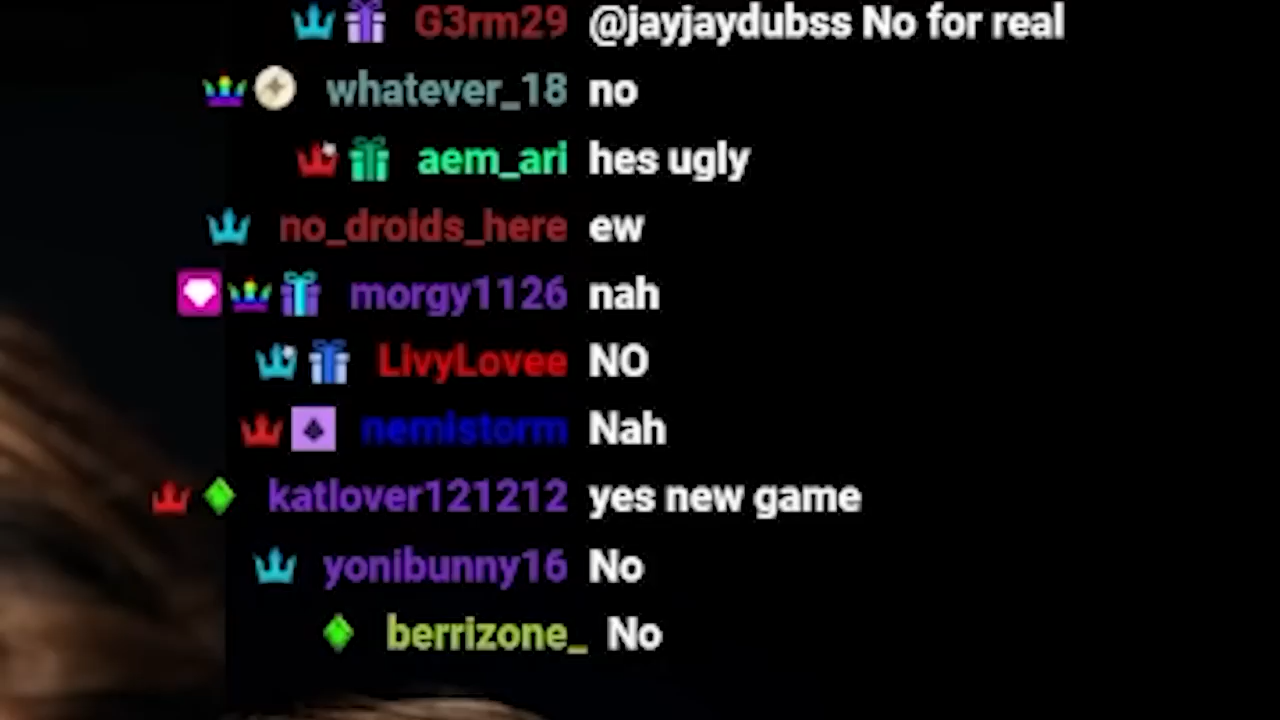 G3rm29 @jayjaydubss No for real
whatever_18 no
aem_ari hes ugly
no_droids_here ew
morgy1126 nah
LivyLovee NO
nemistorm Nah
katlover121212 yes new game
yonibunny16 No
berrizone_ No